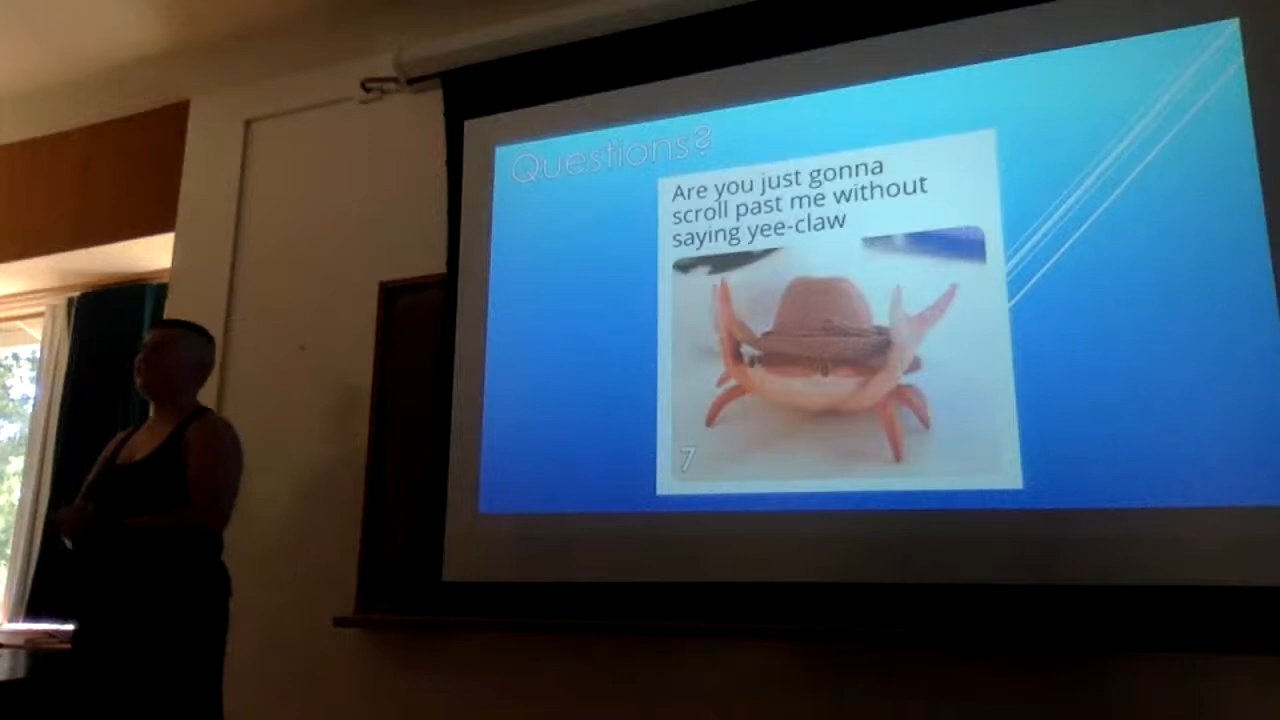 Questions?
Are you just gonna
scroll past me without
saying yee-claw
7